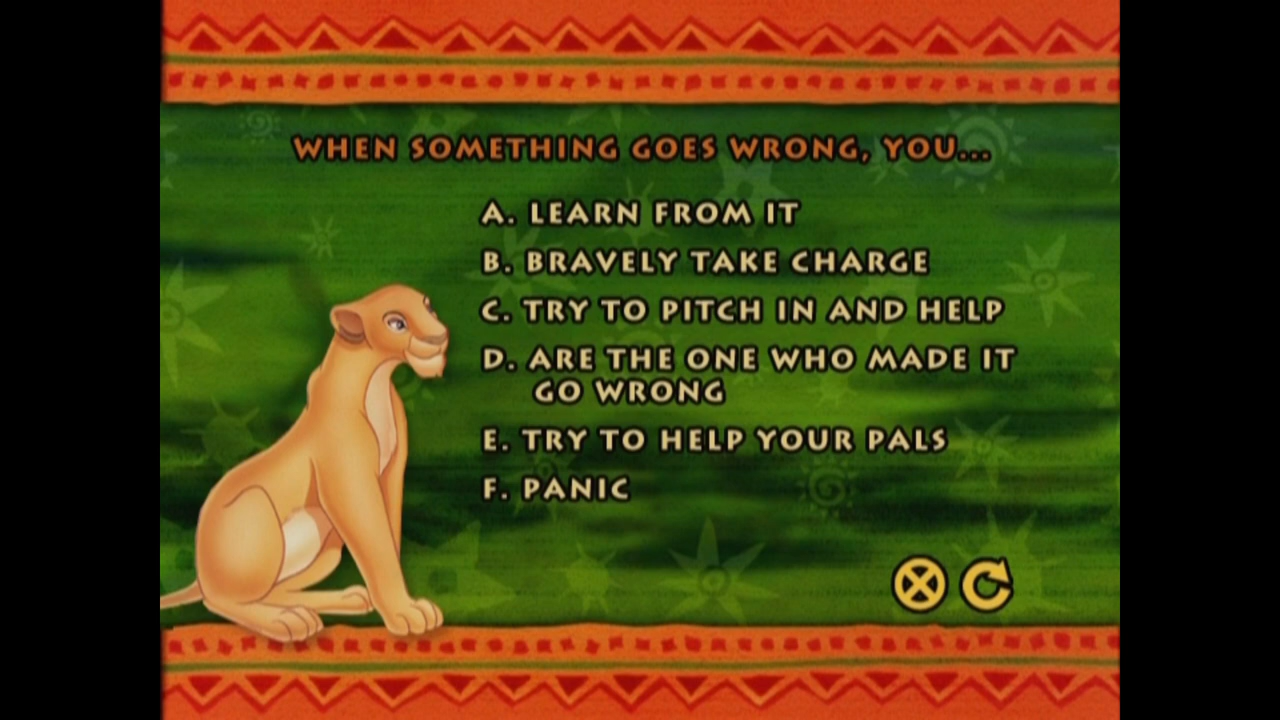 WHEN SOMETHING GOES WRONG, YOU...
A. LEARN FROM IT
B. BRAVELY TAKE CHARGE
C. TRY TO PITCH IN AND HELP
D. ARE THE ONE WHO MADE IT
GO WRONG
E. TRY TO HELP YOUR PALS
F. PANIC